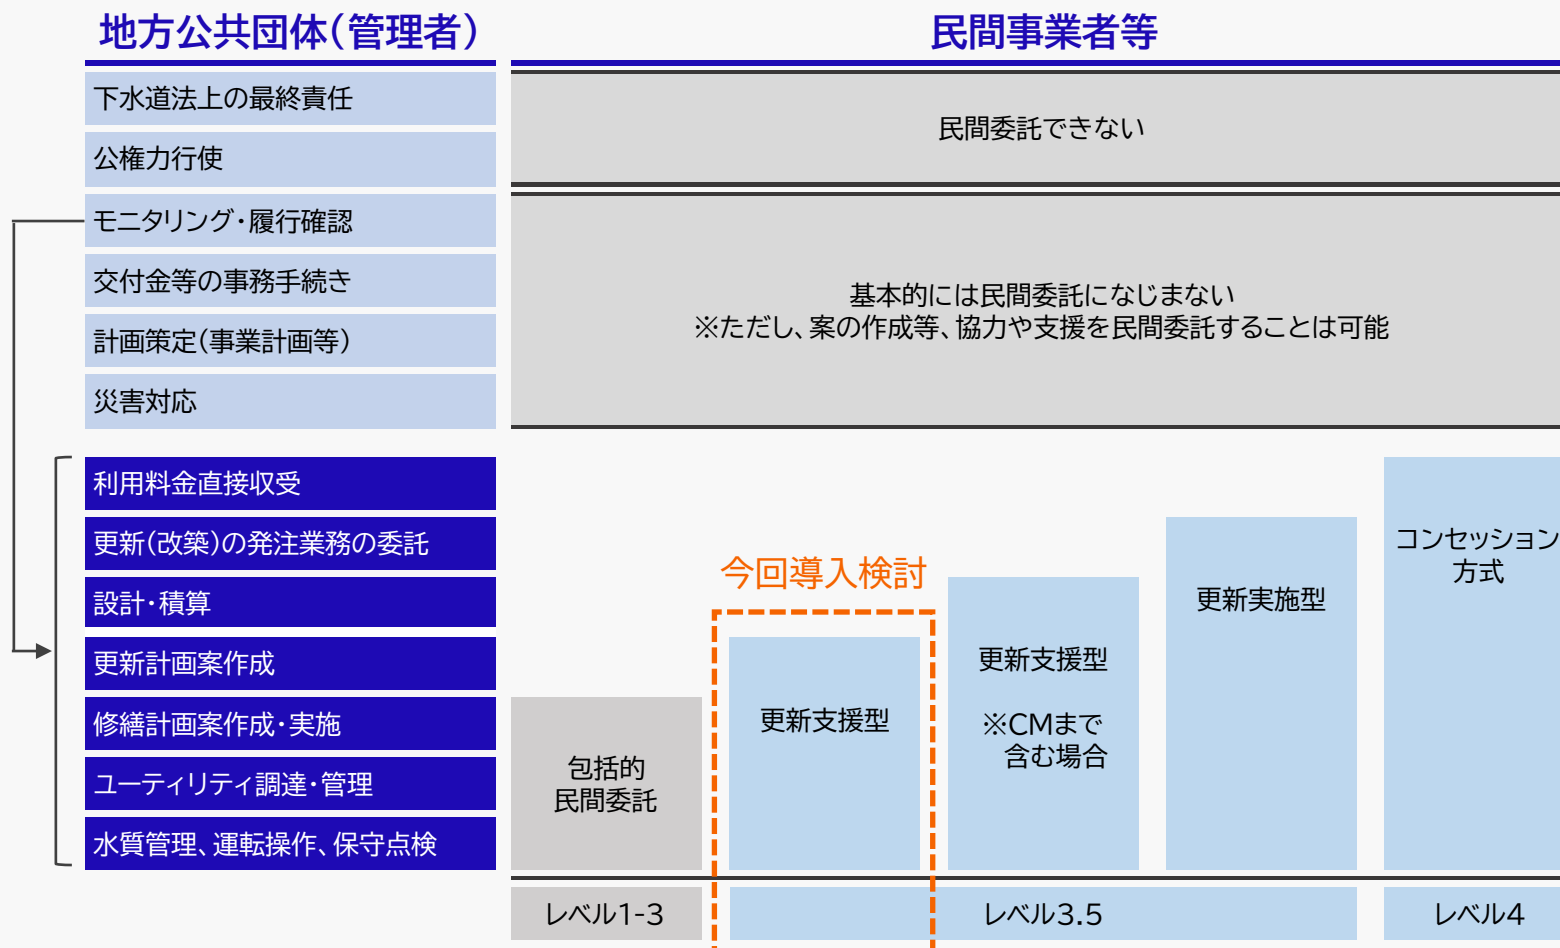 地方公共団体(管理者)
民間事業者等
下水道法上の最終責任
公権力行使
民間委託できない
モニタリング・履行確認
交付金等の事務手続き
計画策定(事業計画等)
災害対応
基本的には民間委託になじまない
※ただし、案の作成等、協力や支援を民間委託することは可能
利用料金直接収受
更新(改築)の発注業務の委託
設計・積算
更新計画案作成
修繕計画案作成・実施
ユーティリティ調達・管理
水質管理、運転操作、保守点検
包括的
民間委託
今回導入検討
更新支援型
更新支援型
※CMまで
含む場合
更新実施型
コンセッション
方式
レベル1-3
レベル3.5
レベル4